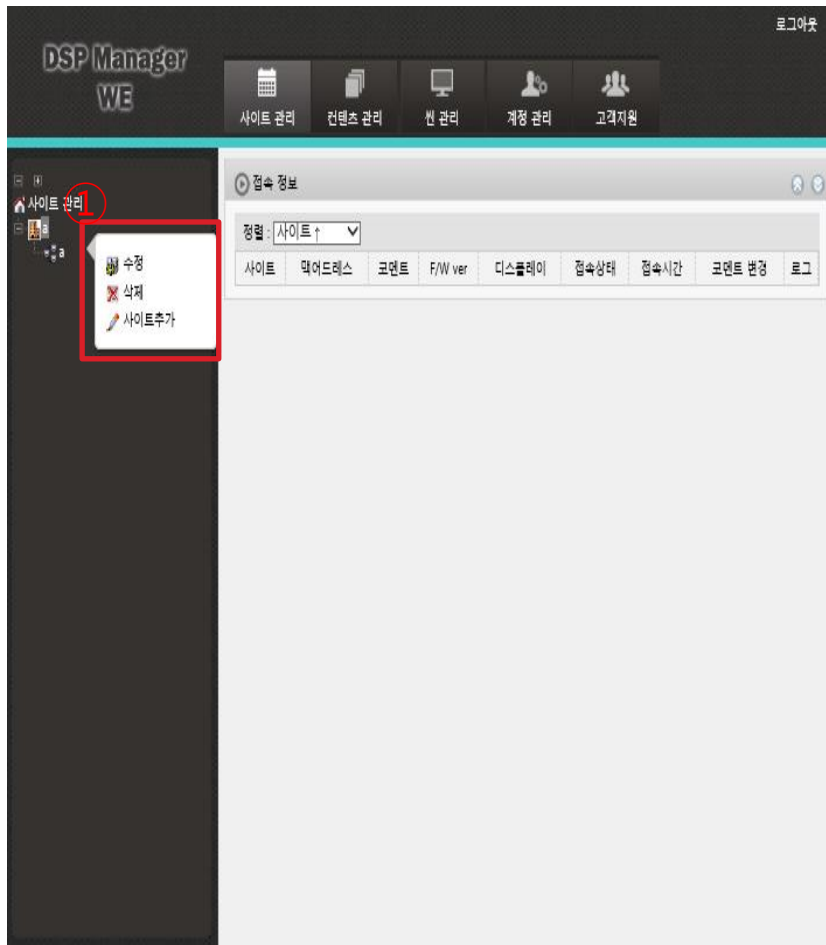 로그아웃
DSP Manager
WE
사이트 관리 컨텐츠 관리 씬 관리 계정 관리 고객지원
사이트 관리
①
a
a
수정
삭제
사이트추가
접속 정보
정렬 : 사이트 ↑
사이트 맥어드레스 코멘트 F/W ver 디스플레이 접속상태 접속시간 코멘트 변경 로그